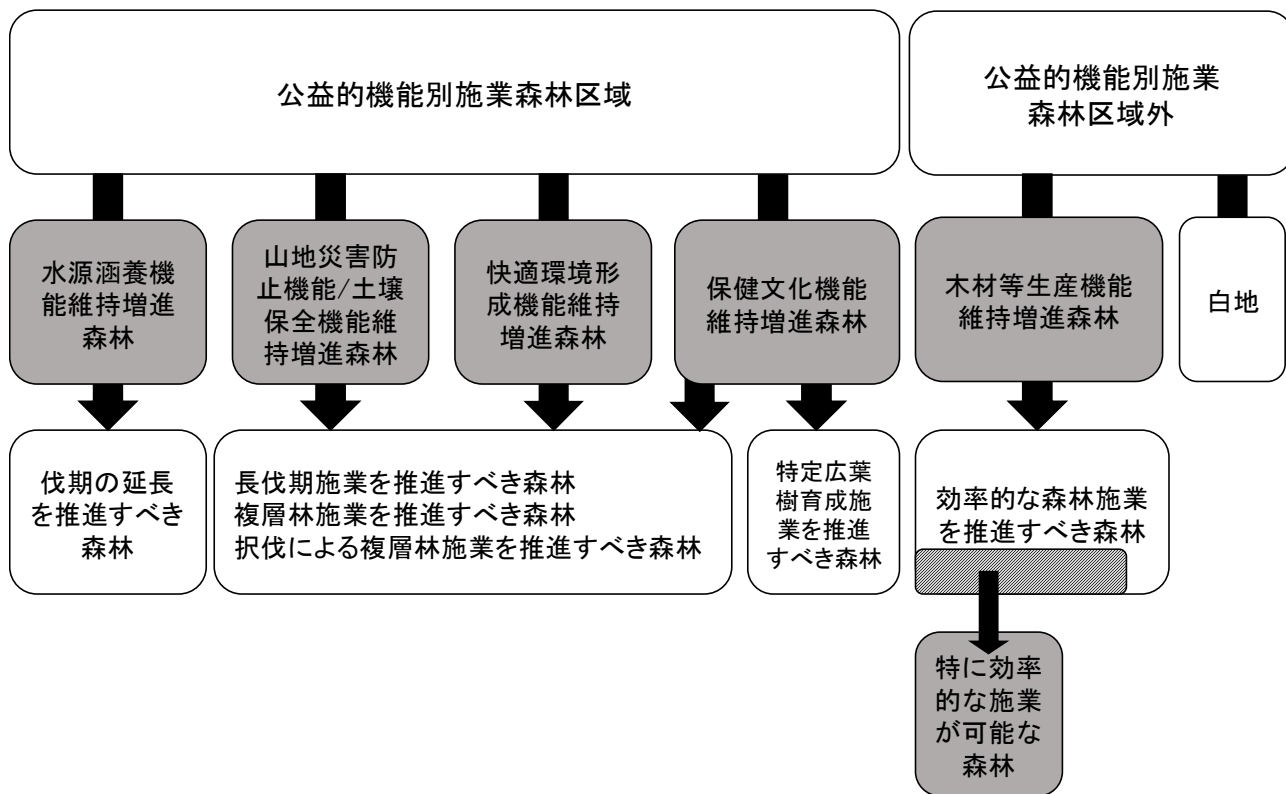 公益的機能別施業森林区域
公益的機能別施業
森林区域外
水源涵養機
能維持増進
森林
山地災害防
止機能/土壌
保全機能維
持増進森林
快適環境形
成機能維持
増進森林
保健文化機能
維持増進森林
木材等生産機能
維持増進森林
白地
伐期の延長
を推進すべき
森林
長伐期施業を推進すべき森林
複層林施業を推進すべき森林
択伐による複層林施業を推進すべき森林
特定広葉
樹育成施
業を推進
すべき森林
効率的な森林施業
を推進すべき森林
特に効率
的な施業
が可能な
森林